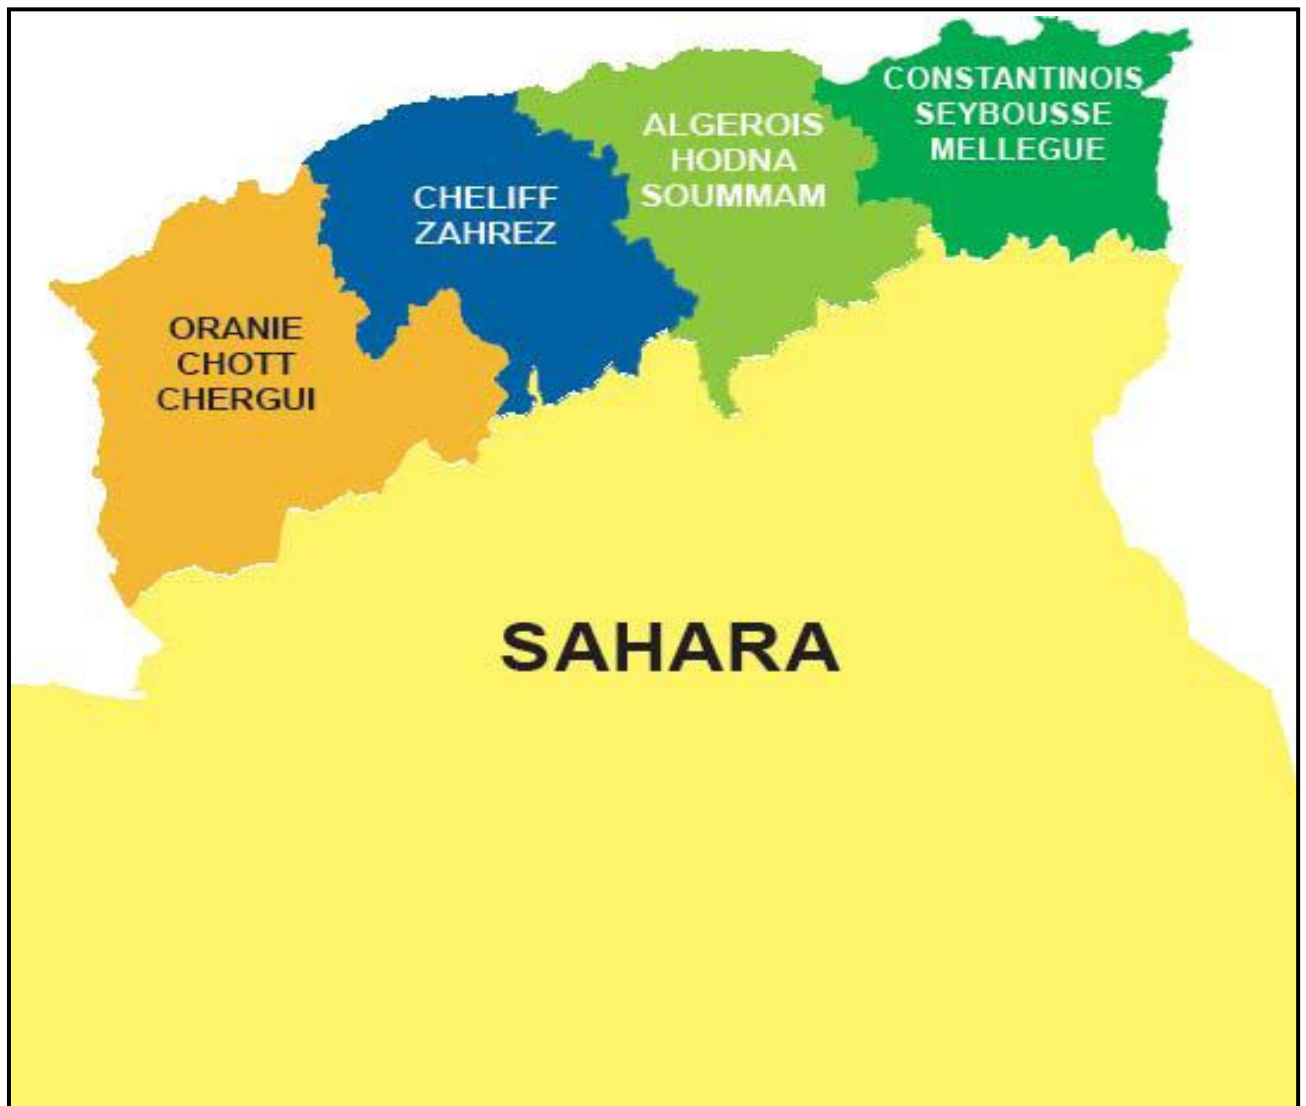 CONSTANTINOIS
SEYBOUSSE
MELLEGUE
ALGEROIS
HODNA
SOUMMAM
CHELIFF
ZAHREZ
ORANIE
CHOTT
CHERGUI
SAHARA